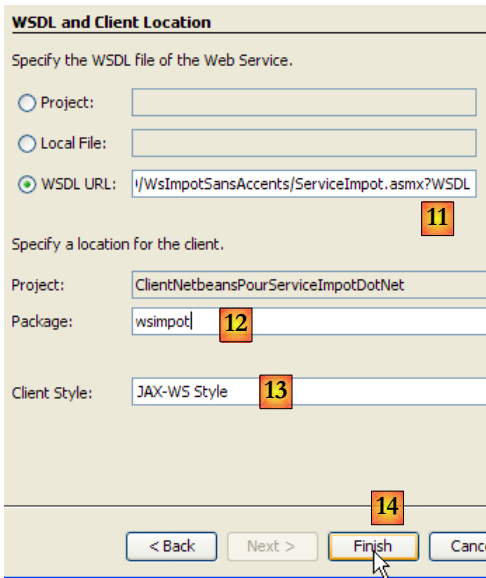 WSDL and Client Location
Specify the WSDL file of the Web Service.
Project:
Local File:
WSDL URL: /WsImpotSansAccents/ServiceImpot.asmx?WSDL
11
Specify a location for the client.
Project: ClientNetbeansPourServiceImpotDotNet
Package: wsimpot 12
Client Style: JAX-WS Style 13
14
< Back Next > Finish Canc